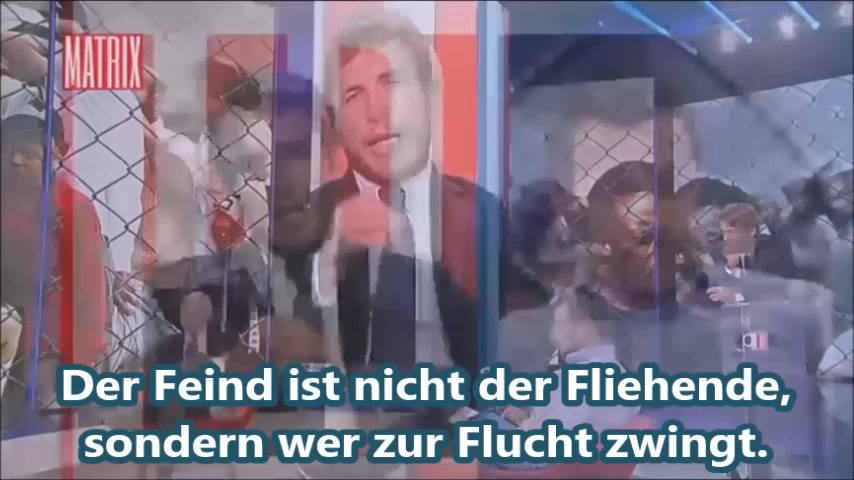 MATRIX
Der Feind ist nicht der Fliehende,
sondern wer zur Flucht zwingt.